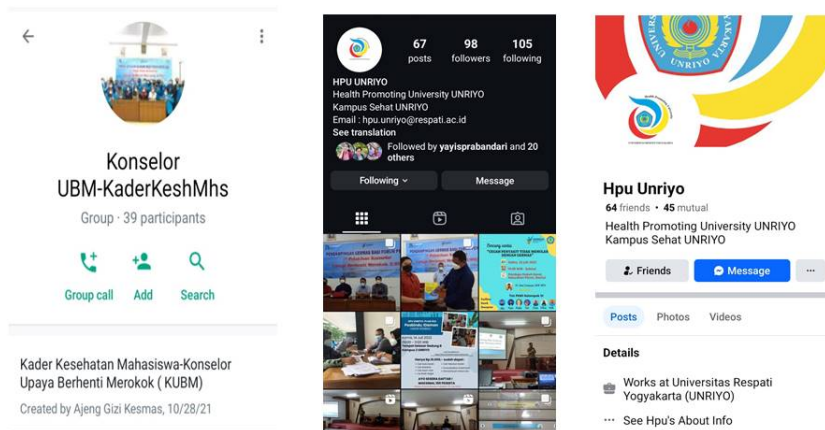 Konselor
UBM-KaderKeshMhs
Group · 39 participants
Group call Add Search
Kader Kesehatan Mahasiswa-Konselor
Upaya Berhenti Merokok ( KUBM)
Created by Ajeng Gizi Kesmas, 10/28/21
67 98 105
posts followers following
HPU UNRIYO
Health Promoting University UNRIYO
Kampus Sehat UNRIYO
Email : hpu.unriyo@respati.ac.id
See translation
Followed by yayisprabandari and 20
others
Following Message
UNRIYO
Hpu Unriyo
64 friends • 45 mutual
Health Promoting University UNRIYO
Kampus Sehat UNRIYO
Friends Message
Posts Photos Videos
Details
Works at Universitas Respati
Yogyakarta (UNRIYO)
See Hpu's About Info